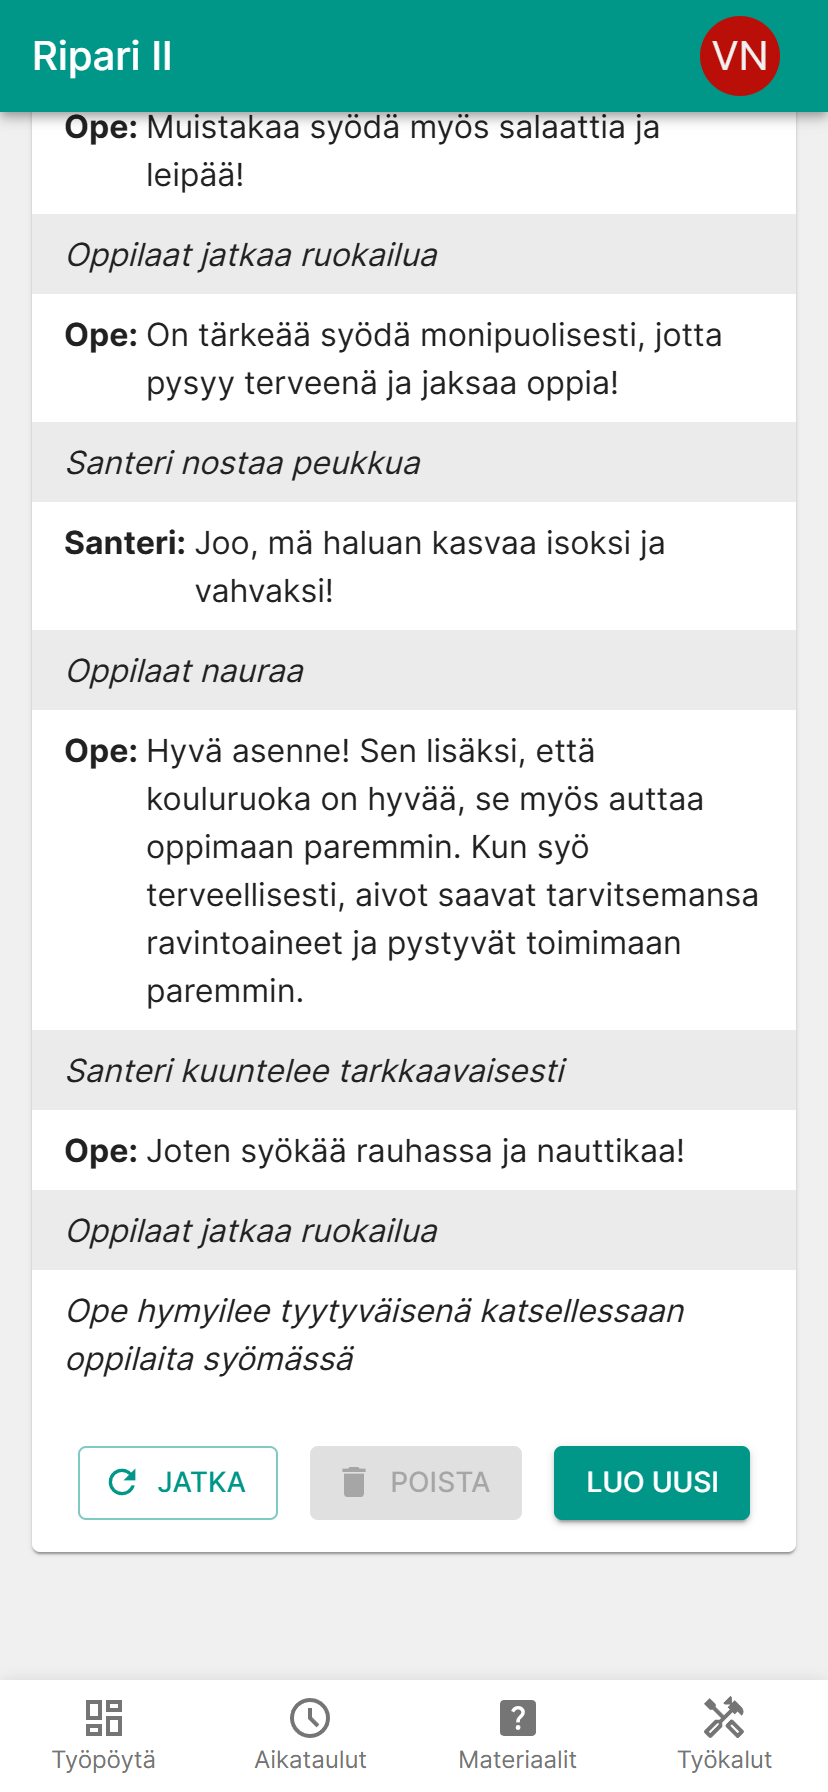 Ripari II
VN
Ope: Muistakaa syödä myös salaattia ja
leipää!
Oppilaat jatkaa ruokailua
Ope: On tärkeää syödä monipuolisesti, jotta
pysyy terveenä ja jaksaa oppia!
Santeri nostaa peukkua
Santeri: Joo, mä haluan kasvaa isoksi ja
vahvaksi!
Oppilaat nauraa
Ope: Hyvä asenne! Sen lisäksi, että
kouluruoka on hyvää, se myös auttaa
oppimaan paremmin. Kun syö
terveellisesti, aivot saavat tarvitsemansa
ravintoaineet ja pystyvät toimimaan
paremmin.
Santeri kuuntelee tarkkaavaisesti
Ope: Joten syökää rauhassa ja nauttikaa!
Oppilaat jatkaa ruokailua
Ope hymyilee tyytyväisenä katsellessaan
oppilaita syömässä
JATKA POISTA LUO UUSI
Työpöytä Aikataulut Materiaalit Työkalut